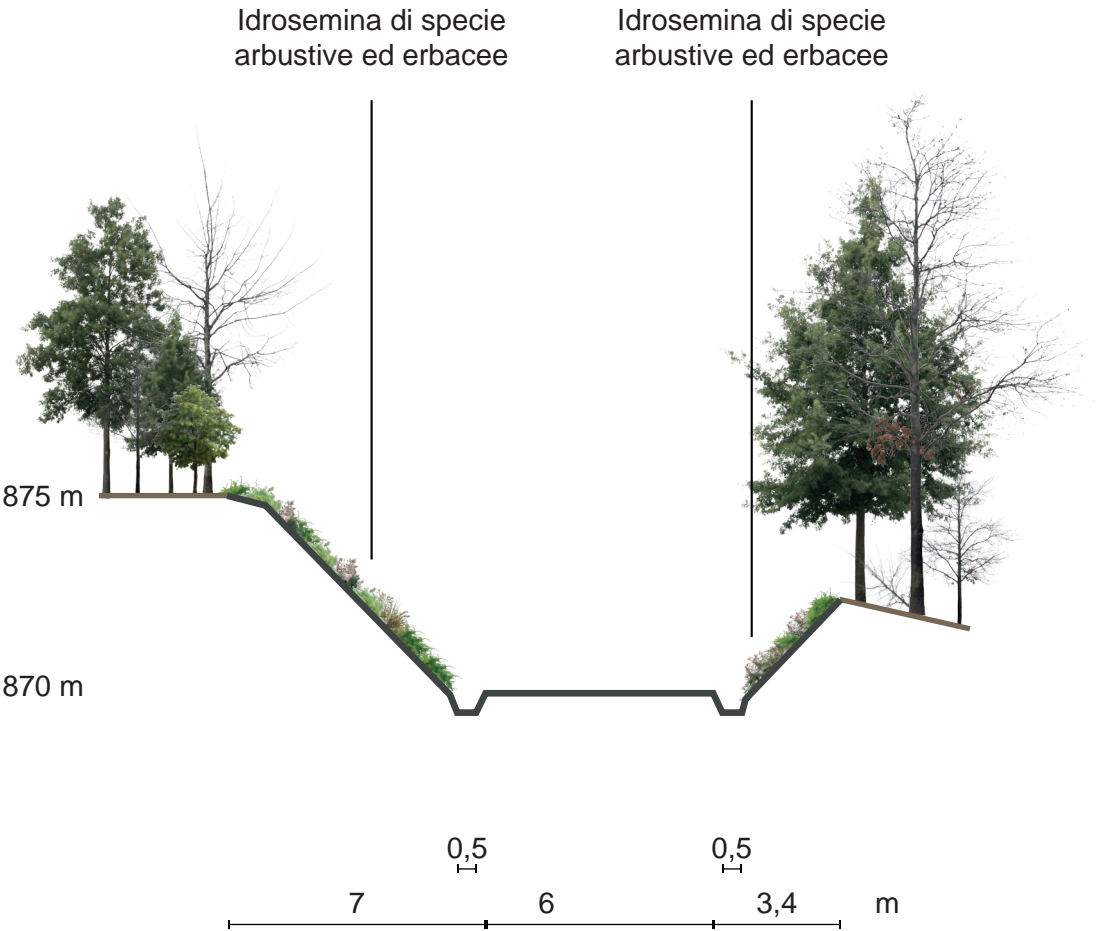 Idrosemina di specie
arbustive ed erbacee
Idrosemina di specie
arbustive ed erbacee
875 m
870 m
0,5
0,5
7
6
3,4
m